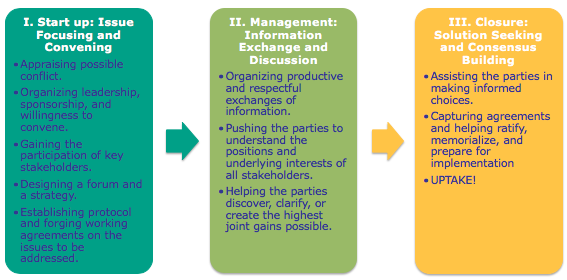 I. Start up: Issue
Focusing and
Convening
• Appraising possible
conflict.
• Organizing leadership,
sponsorship, and
willingness to
convene.
• Gaining the
participation of key
stakeholders.
• Designing a forum and
a strategy.
• Establishing protocol
and forging working
agreements on the
issues to be
addressed.
II. Management:
Information
Exchange and
Discussion
• Organizing productive
and respectful
exchanges of
information.
• Pushing the parties to
understand the
positions and
underlying interests of
all stakeholders.
• Helping the parties
discover, clarify, or
create the highest
joint gains possible.
III. Closure:
Solution Seeking
and Consensus
Building
• Assisting the parties in
making informed
choices.
• Capturing agreements
and helping ratify,
memorialize, and
prepare for
implementation
• UPTAKE!